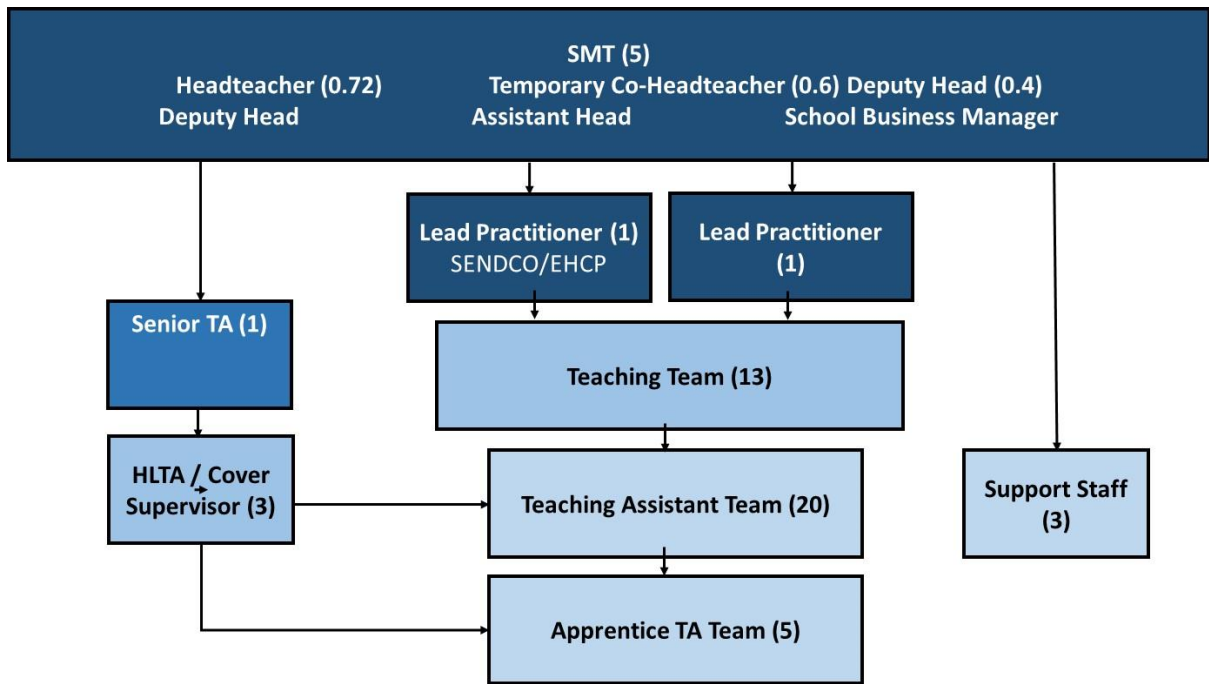 SMT (5)
Headteacher (0.72) Temporary Co-Headteacher (0.6) Deputy Head (0.4)
Deputy Head Assistant Head School Business Manager
Lead Practitioner (1)
SENDCO/EHCP
Lead Practitioner
(1)
Senior TA (1)
Teaching Team (13)
HLTA / Cover
Supervisor (3)
Teaching Assistant Team (20)
Support Staff
(3)
Apprentice TA Team (5)